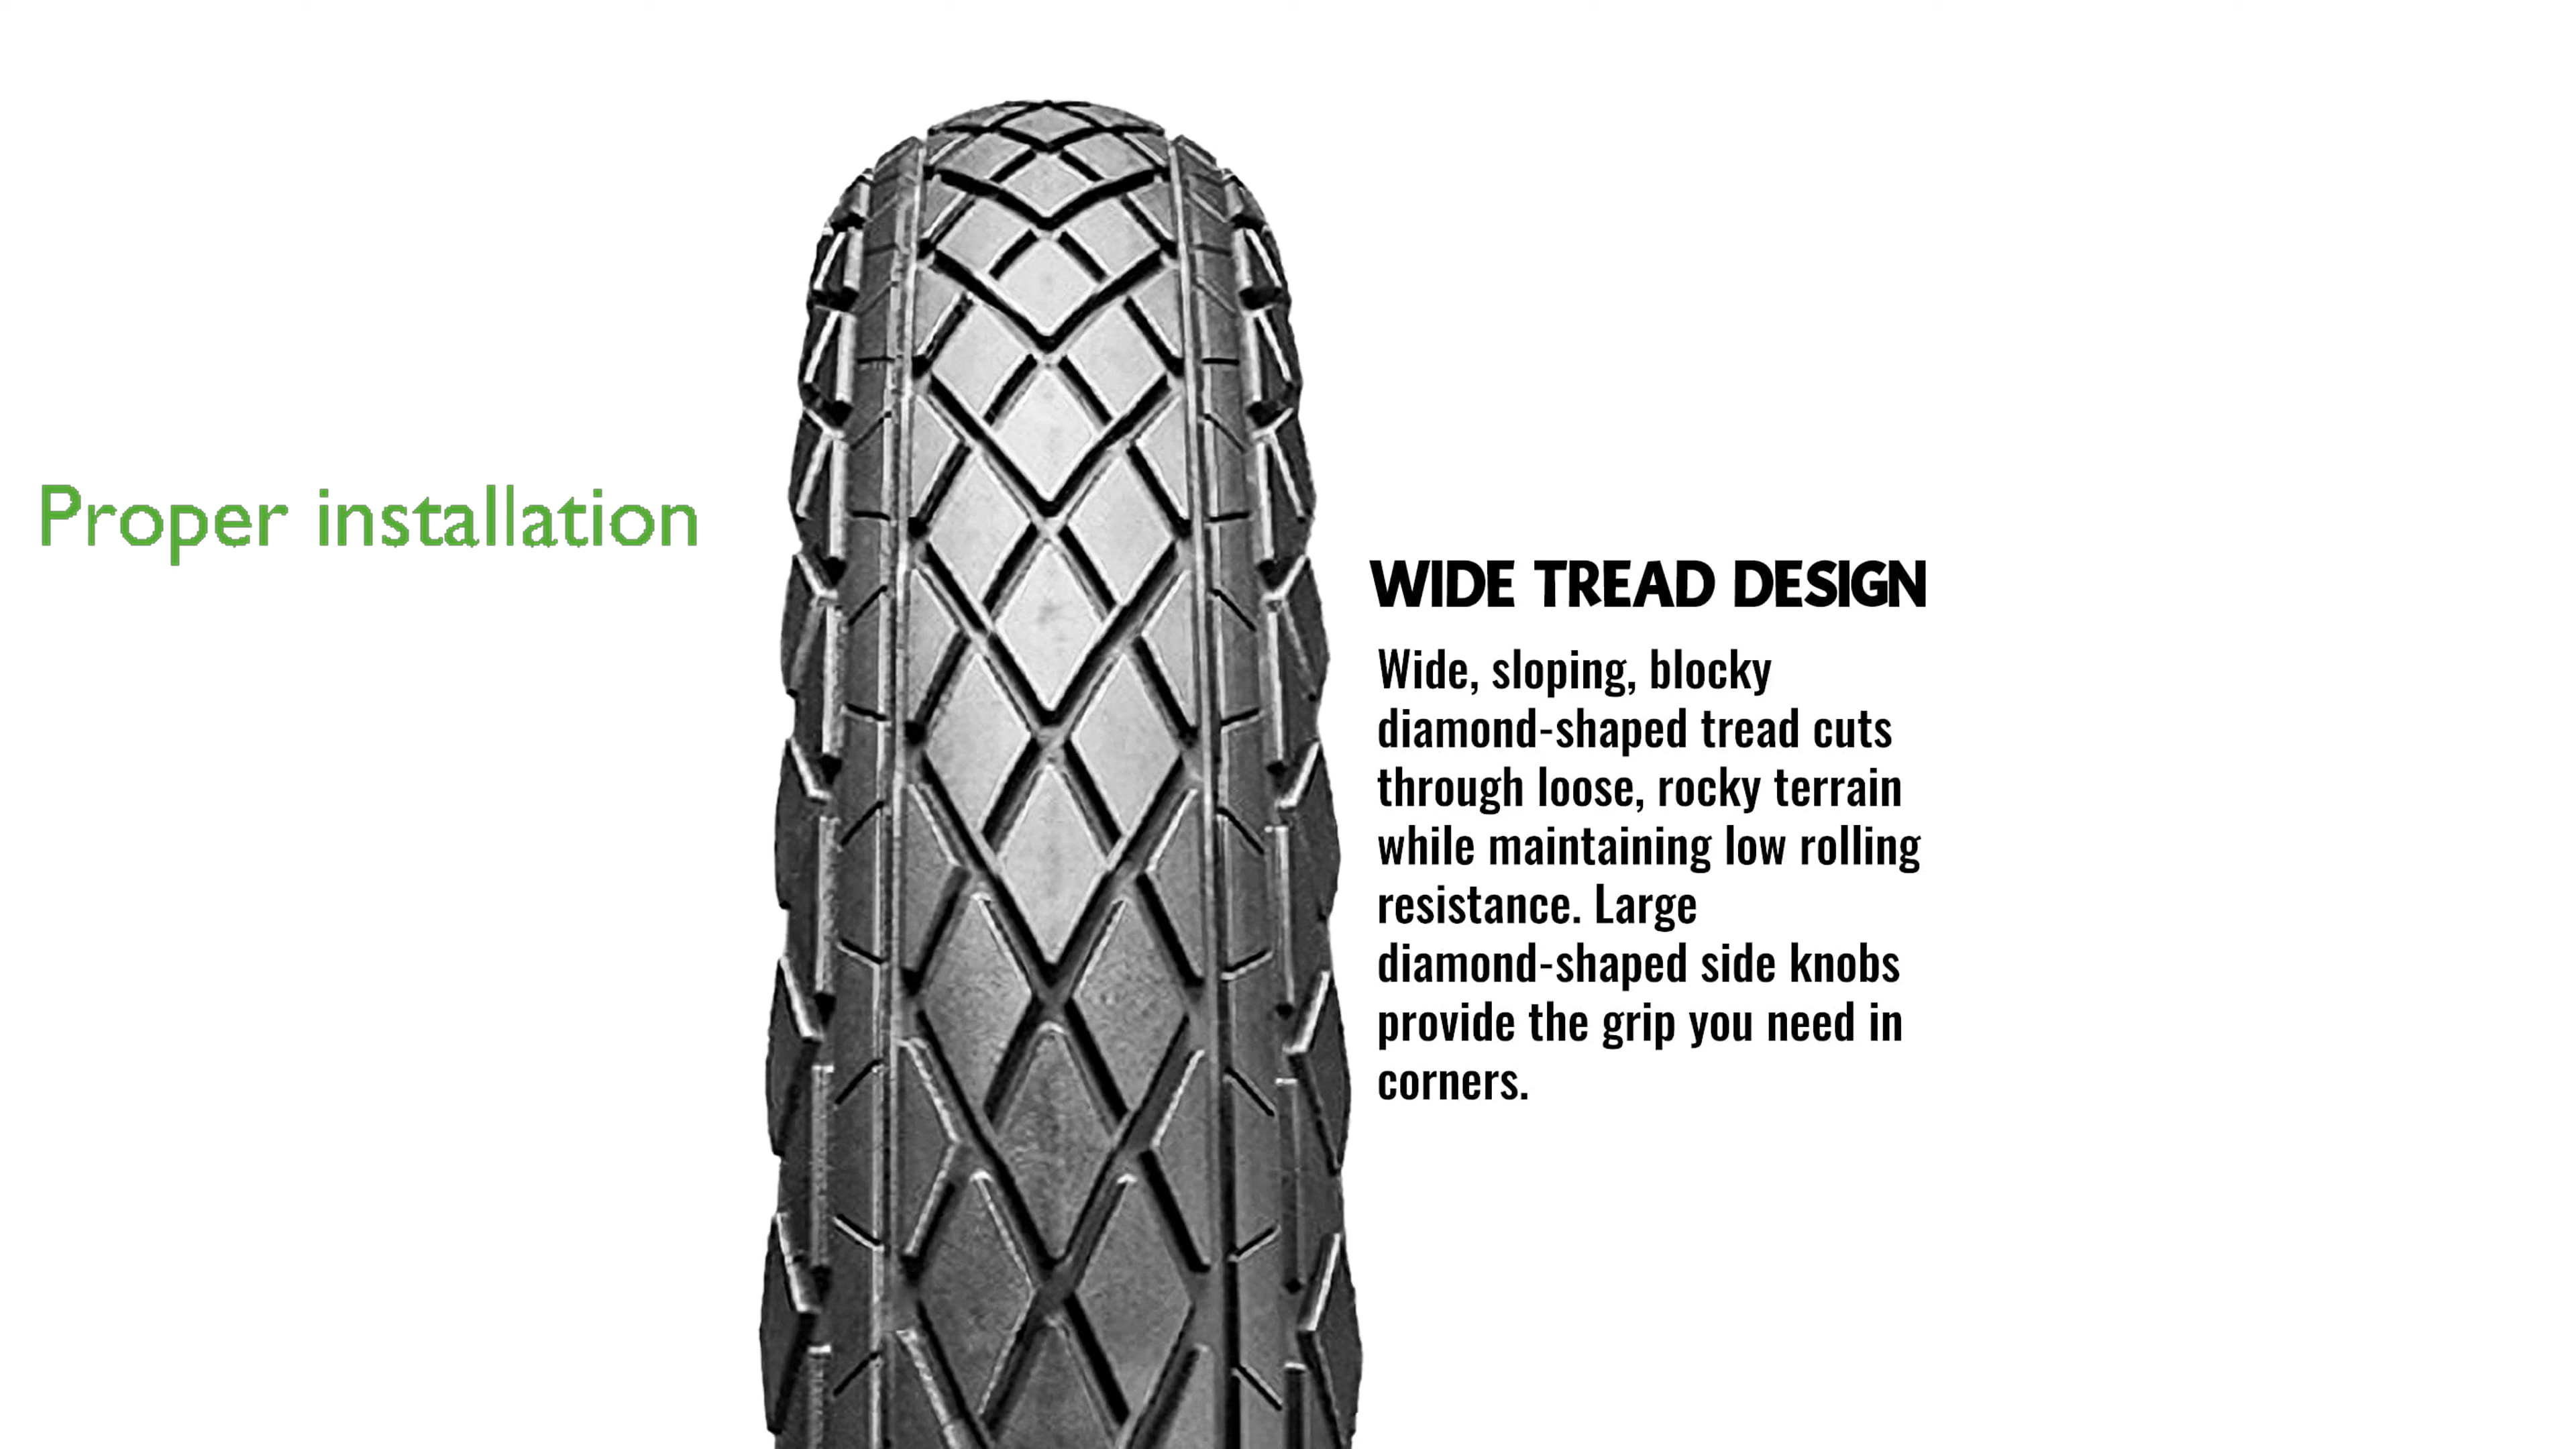 Proper installation
WIDE TREAD DESIGN
Wide, sloping, blocky
diamond-shaped tread cuts
through loose, rocky terrain
while maintaining low rolling
resistance. Large
diamond-shaped side knobs
provide the grip you need in
corners.